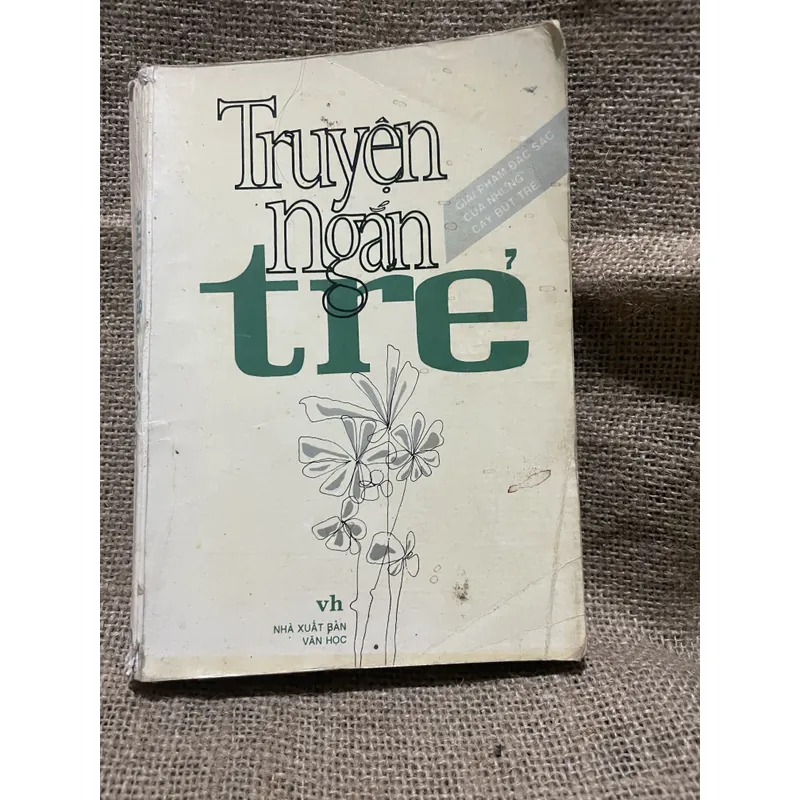 Truyện
ngắn
trẻ
GIAI PHẨM ĐẶC SẮC
CỦA NHỮNG
CÂY BÚT TRẺ
vh
NHÀ XUẤT BẢN
VĂN HỌC